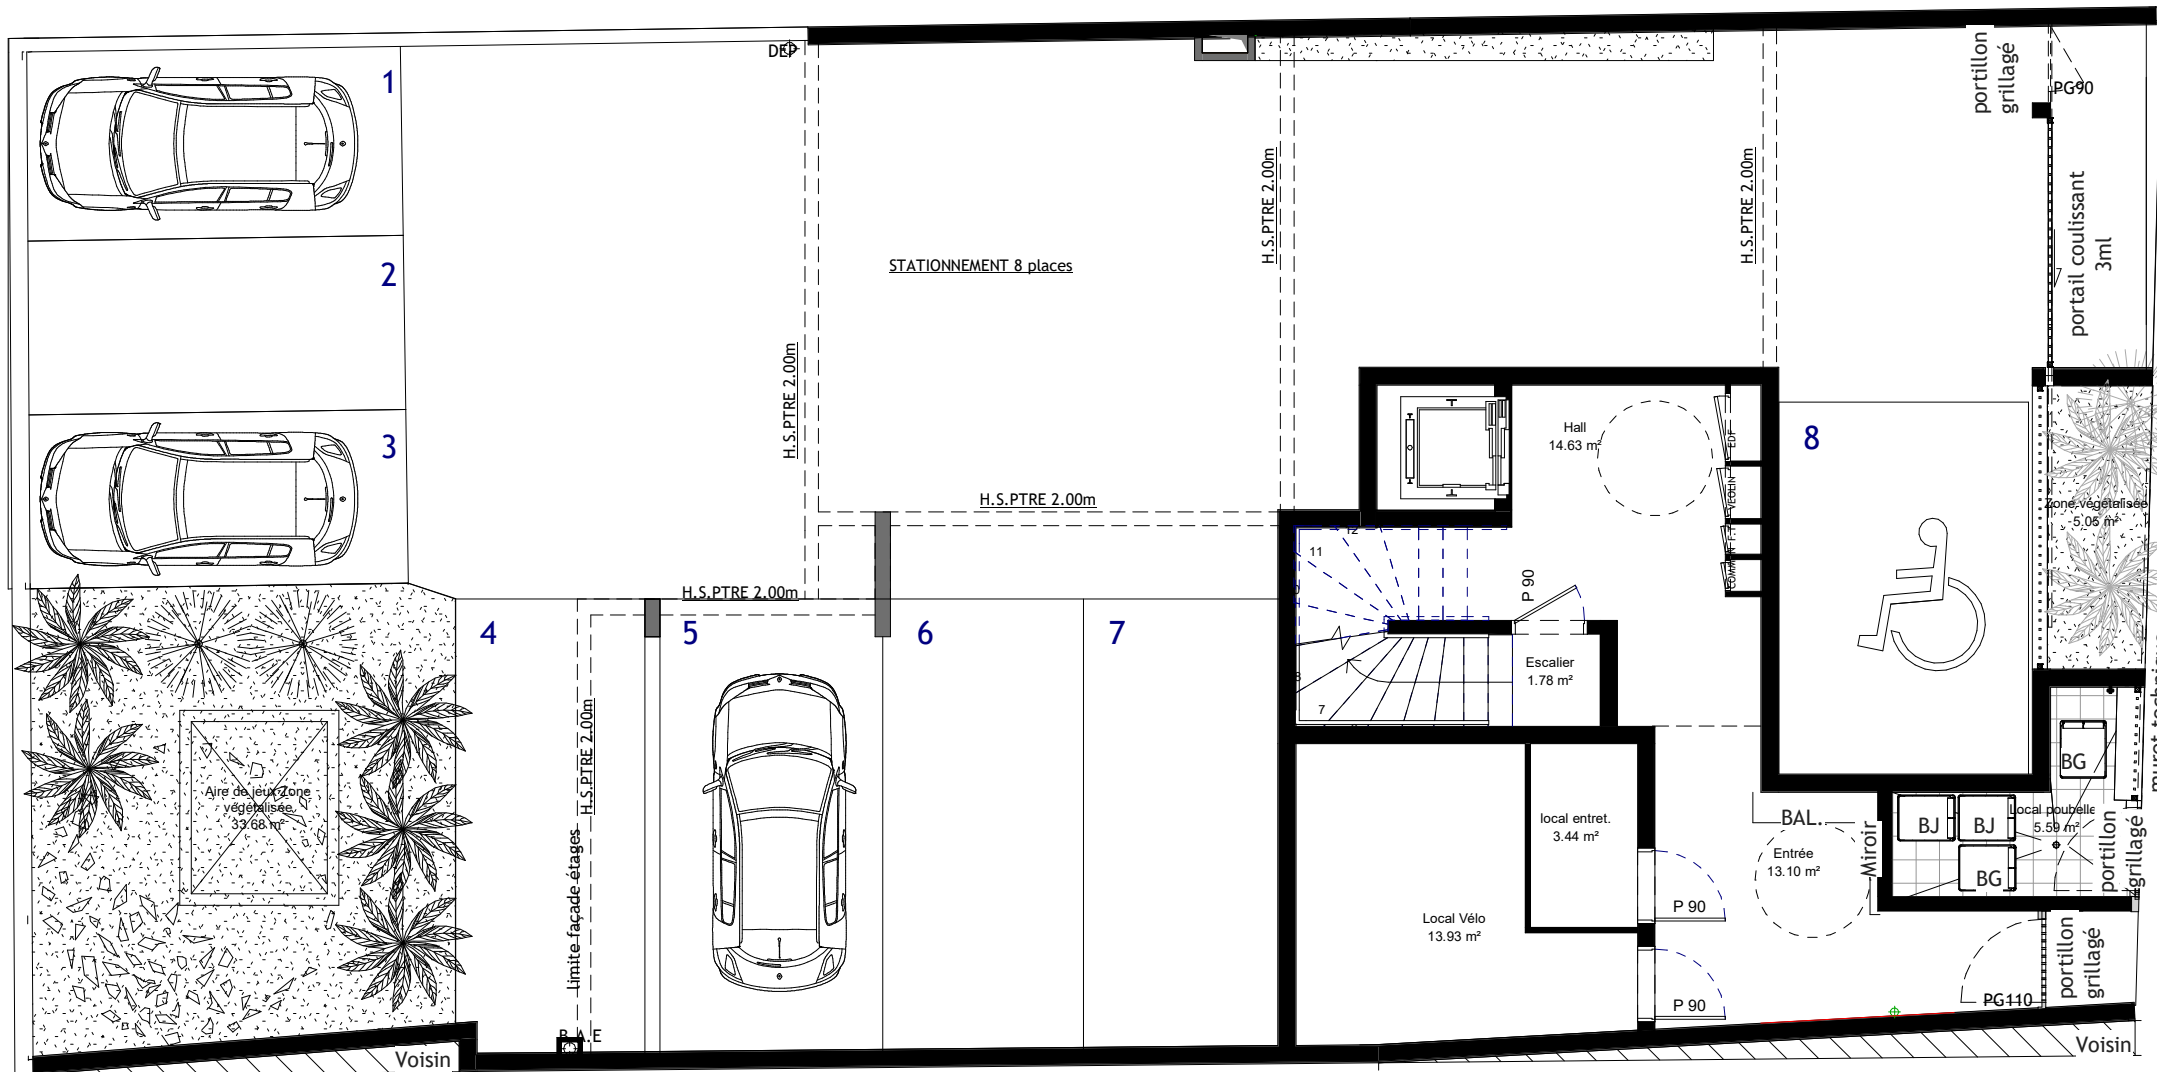 DEP
portillon
grillagé
PG90
1
H.S.PTRE 2.00m
H.S.PTRE 2.00m
portail coulissant
3ml
2
STATIONNEMENT 8 places
H.S.PTRE 2.00m
3
Hall
14.63 m²
EDF
8
H.S.PTRE 2.00m
Zone végétalisée
5.05 m²
12
11
P 90
H.S.PTRE 2.00m
4
5
6
7
Escalier
1.78 m²
8
7
H.S.PTRE 2.00m
BG
Aire de jeux Zone
végétalisée
33.68 m²
local entret.
3.44 m²
BAL.
Miroir
Entrée
13.10 m²
BJ
BJ
Local poubelle
5.59 m²
BG
portillon
grillagé
Limite façade étages
Local Vélo
13.93 m²
P 90
P 90
PG110
portillon
grillagé
B.A.E
Voisin
Voisin